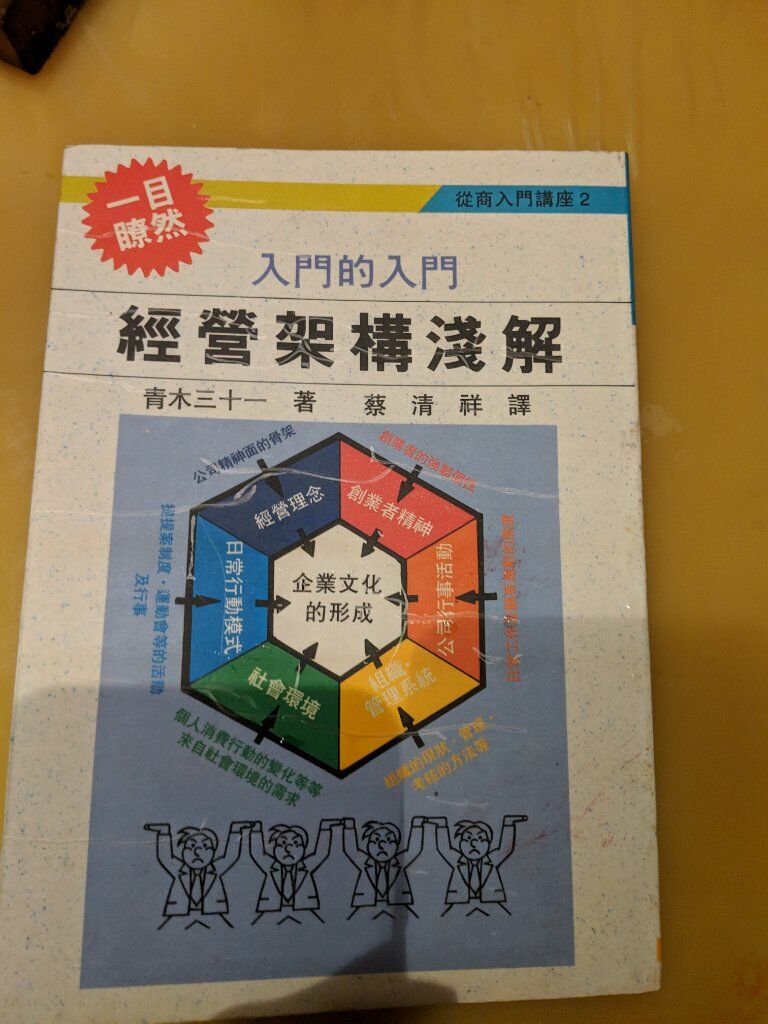 一目
瞭然
從商入門講座2
入門的入門
經營架構淺解
青木三十一 著 蔡清祥 譯
公司精神面的骨架
創業者的強韌個性
經營理念
創業者精神
提提案制度・運動會等的活動
及行事
日常行動模式
企業文化
的形成
公司行事活動
社會環境
組織・
管理系統
個人消費行動的變化等等
來自社會環境的需求
組織的現狀、管理、
考核的方法等